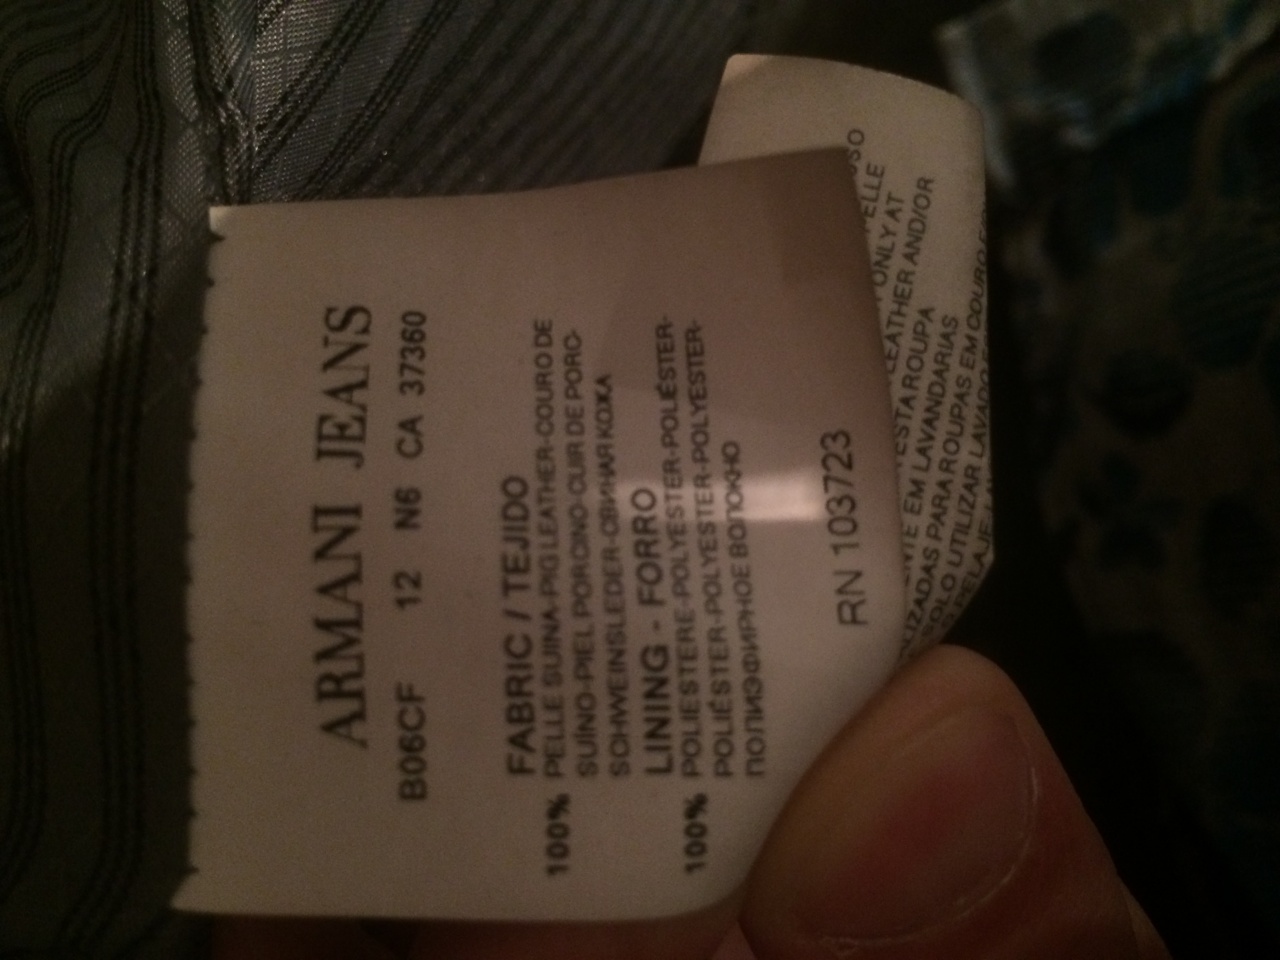 ARMANI JEANS
B06CF 12 N6 CA 37360
FABRIC / TEJIDO
100% PELLE SUINA-PIG LEATHER-COURO DE
SUÍNO-PIEL PORCINO-CUIR DE PORC-
SCHWEINSLEDER-СВИНАЯ КОЖА
LINING - FORRO
100% POLIESTERE-POLYESTER-POLIÉSTER-
POLIÉSTER-POLYESTER-POLYESTER-
ПОЛИЭФИРНОЕ ВОЛОКНО
RN 103723
ONLY AT
LEATHER AND/OR
ESTA ROUPA
EM LAVANDARIAS
PARA ROUPAS EM COURO
SOLO UTILIZAR LAVADO